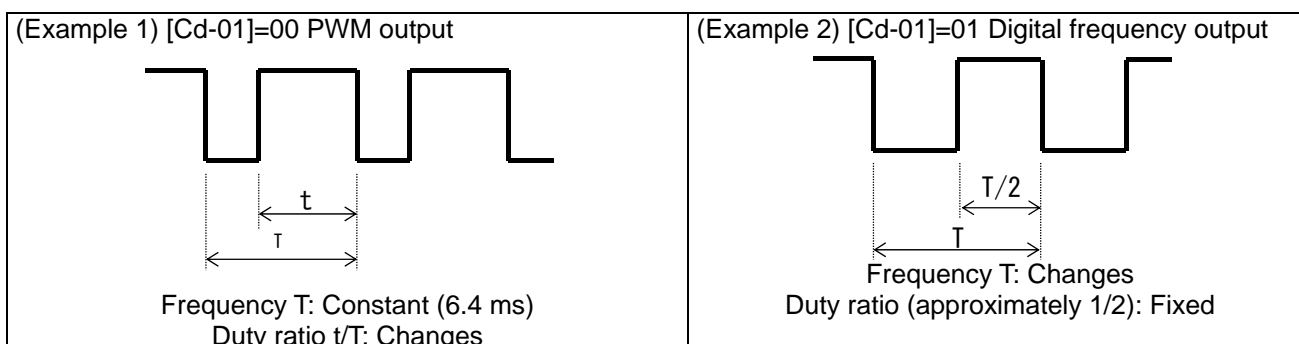 (Example 1) [Cd-01]=00 PWM output
t
T
Frequency T: Constant (6.4 ms)
Duty ratio t/T: Changes
(Example 2) [Cd-01]=01 Digital frequency output
T/2
T
Frequency T: Changes
Duty ratio (approximately 1/2): Fixed